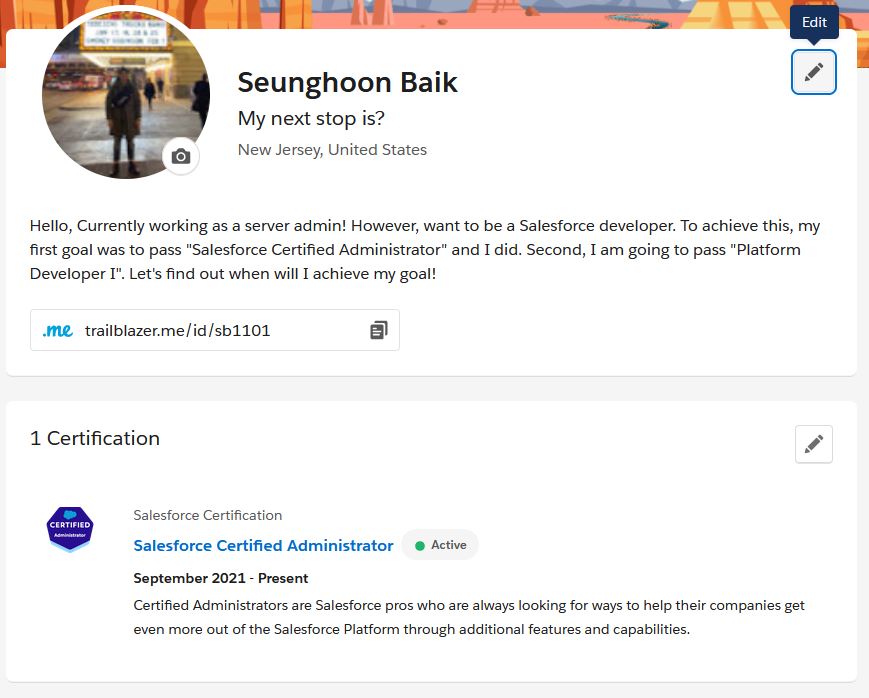 Edit
Seunghoon Baik
My next stop is?
New Jersey, United States
Hello, Currently working as a server admin! However, want to be a Salesforce developer. To achieve this, my
first goal was to pass "Salesforce Certified Administrator" and I did. Second, I am going to pass "Platform
Developer I". Let's find out when will I achieve my goal!
.me trailblazer.me/id/sb1101
1 Certification
CERTIFIED
Administrator
Salesforce Certification
Salesforce Certified Administrator Active
September 2021 - Present
Certified Administrators are Salesforce pros who are always looking for ways to help their companies get
even more out of the Salesforce Platform through additional features and capabilities.